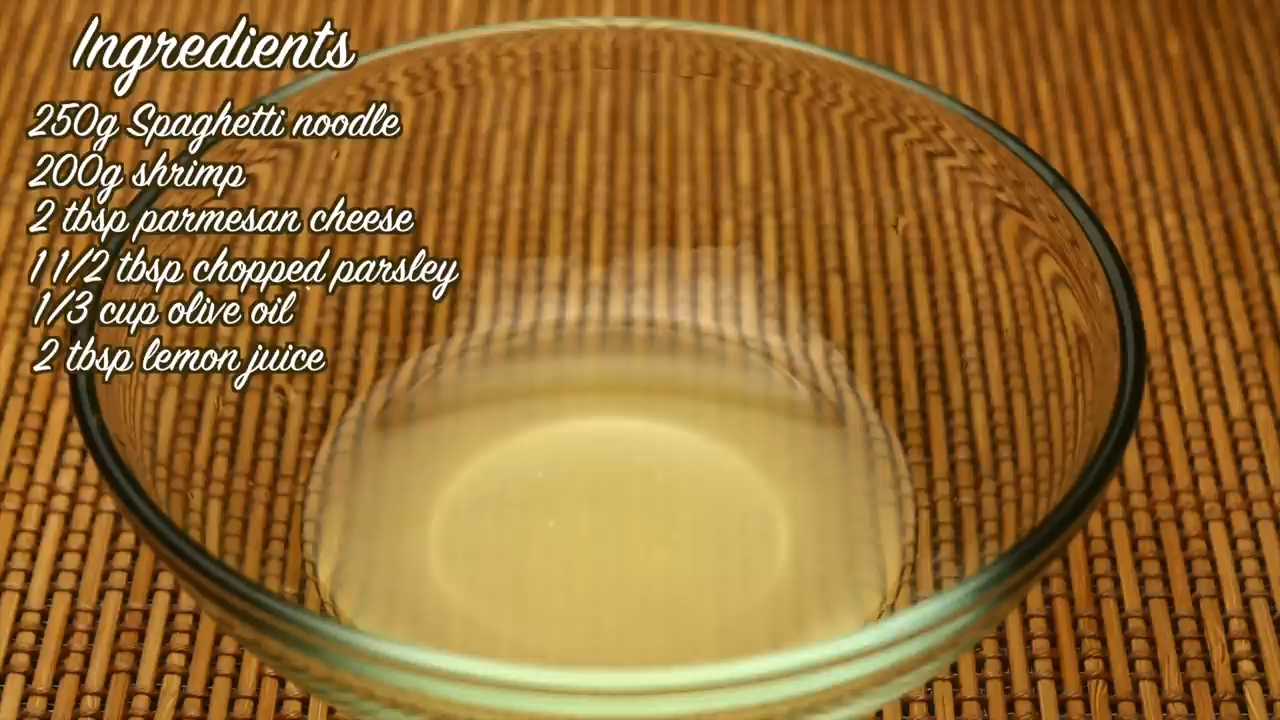 Ingredients
250g Spaghetti noodle
200g shrimp
2 tbsp parmesan cheese
1 1/2 tbsp chopped parsley
1/3 cup olive oil
2 tbsp lemon juice